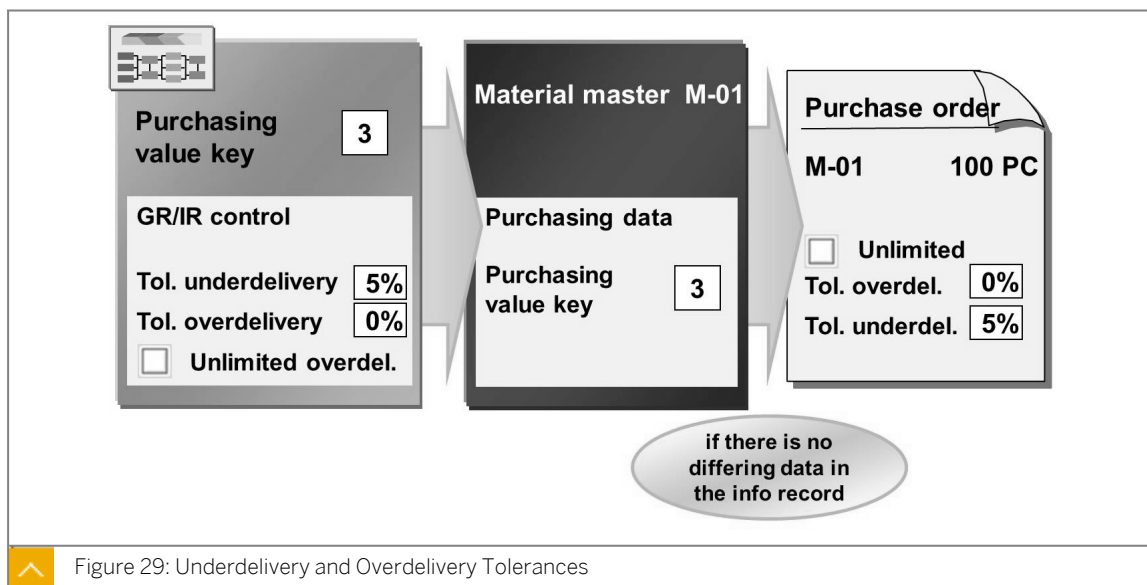 Purchasing
value key
3
GR/IR control
Tol. underdelivery 5%
Tol. overdelivery 0%
Unlimited overdel.
Material master M-01
Purchasing data
Purchasing
value key
3
Purchase order
M-01 100 PC
Unlimited
Tol. overdel. 0%
Tol. underdel. 5%
if there is no
differing data in
the info record
Figure 29: Underdelivery and Overdelivery Tolerances